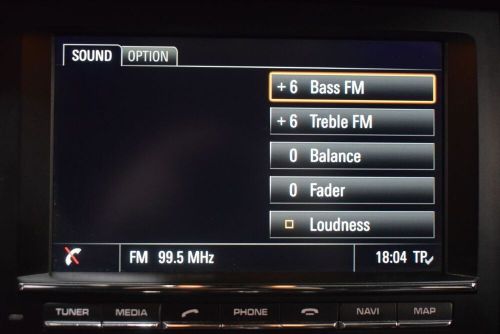 SOUND OPTION
+ 6 Bass FM
+ 6 Treble FM
0 Balance
0 Fader
Loudness
FM 99.5 MHz 18:04 TP
TUNER MEDIA PHONE NAVI MAP